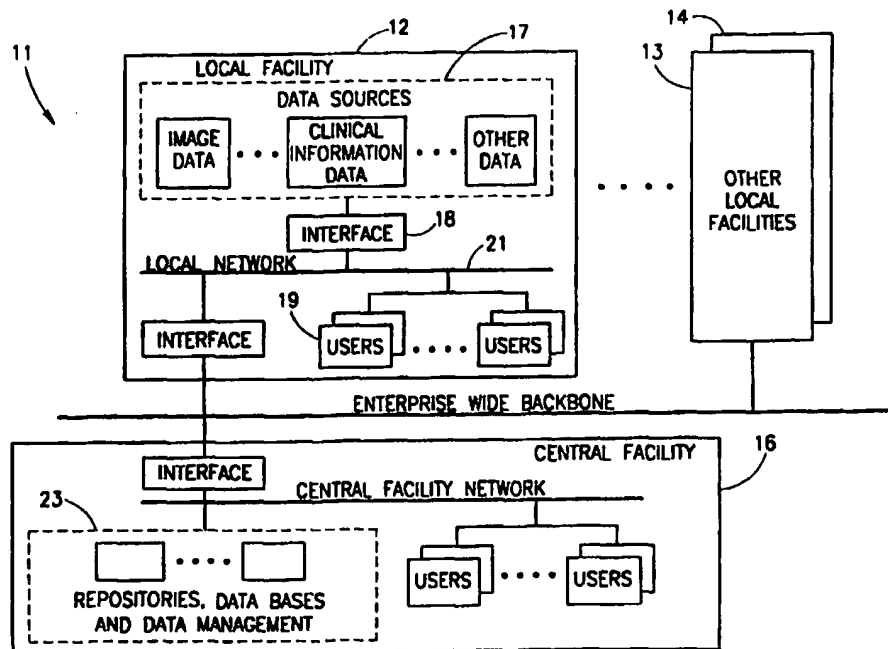 11
12
17
14
13
LOCAL FACILITY
DATA SOURCES
IMAGE
DATA
CLINICAL
INFORMATION
DATA
OTHER
DATA
INTERFACE
18
21
LOCAL NETWORK
INTERFACE
19
USERS
USERS
OTHER
LOCAL
FACILITIES
ENTERPRISE WIDE BACKBONE
CENTRAL FACILITY
16
INTERFACE
CENTRAL FACILITY NETWORK
23
REPOSITORIES, DATA BASES
AND DATA MANAGEMENT
USERS
USERS